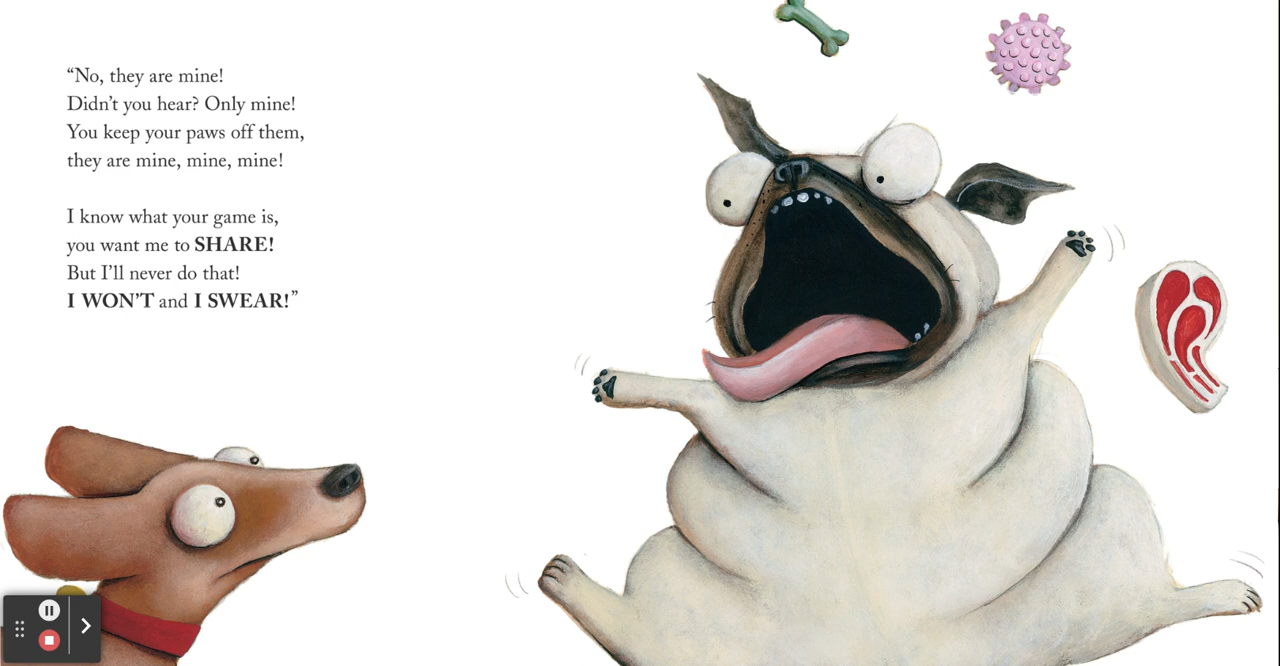 “No, they are mine!
Didn’t you hear? Only mine!
You keep your paws off them,
they are mine, mine, mine!
I know what your game is,
you want me to SHARE!
But I’ll never do that!
I WON’T and I SWEAR!”